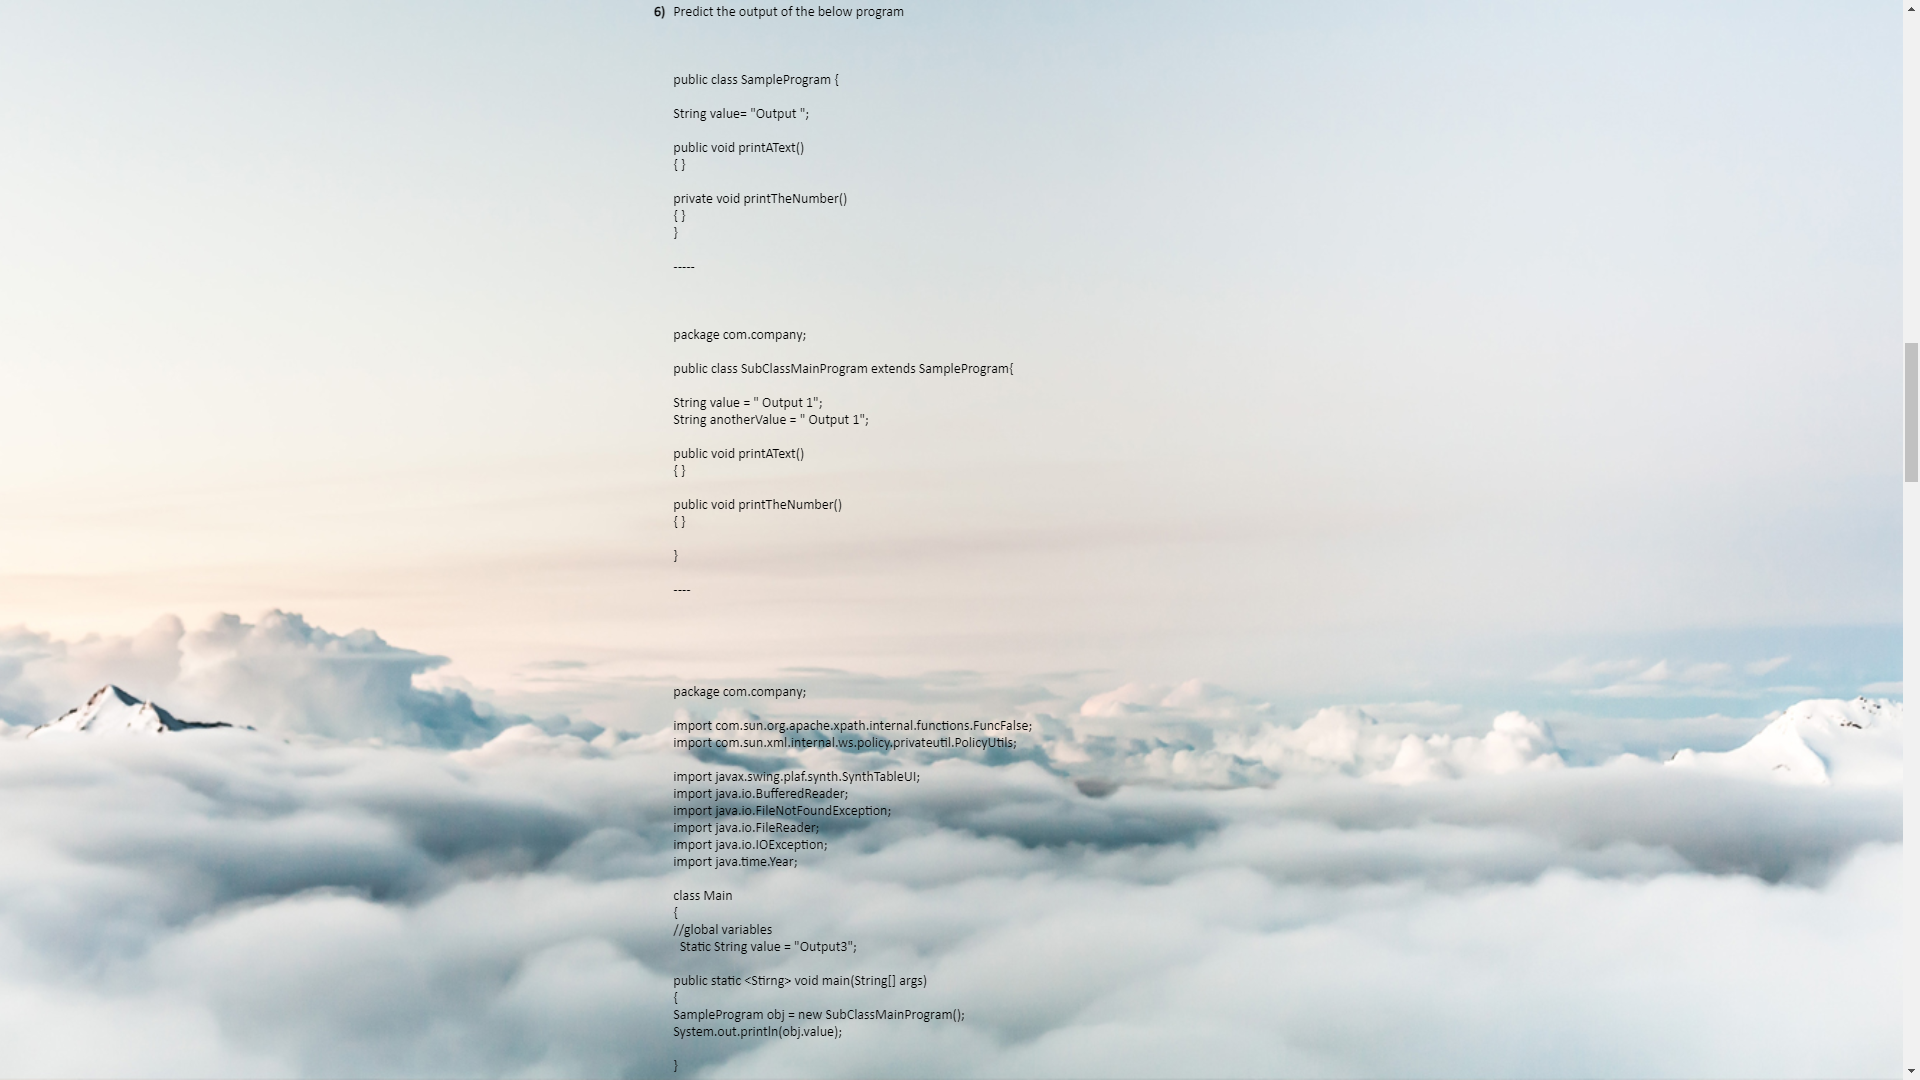 6) Predict the output of the below program
public class SampleProgram {
String value= "Output ";
public void printAText()
{ }
private void printTheNumber()
{ }
}
-----
package com.company;
public class SubClassMainProgram extends SampleProgram{
String value = " Output 1";
String anotherValue = " Output 1";
public void printAText()
{ }
public void printTheNumber()
{ }
}
----
package com.company;
import com.sun.org.apache.xpath.internal.functions.FuncFalse;
import com.sun.xml.internal.ws.policy.privateutil.PolicyUtils;
import javax.swing.plaf.synth.SynthTableUI;
import java.io.BufferedReader;
import java.io.FileNotFoundException;
import java.io.FileReader;
import java.io.IOException;
import java.time.Year;
class Main
{
//global variables
Static String value = "Output3";
public static <Stirng> void main(String[] args)
{
SampleProgram obj = new SubClassMainProgram();
System.out.println(obj.value);
}